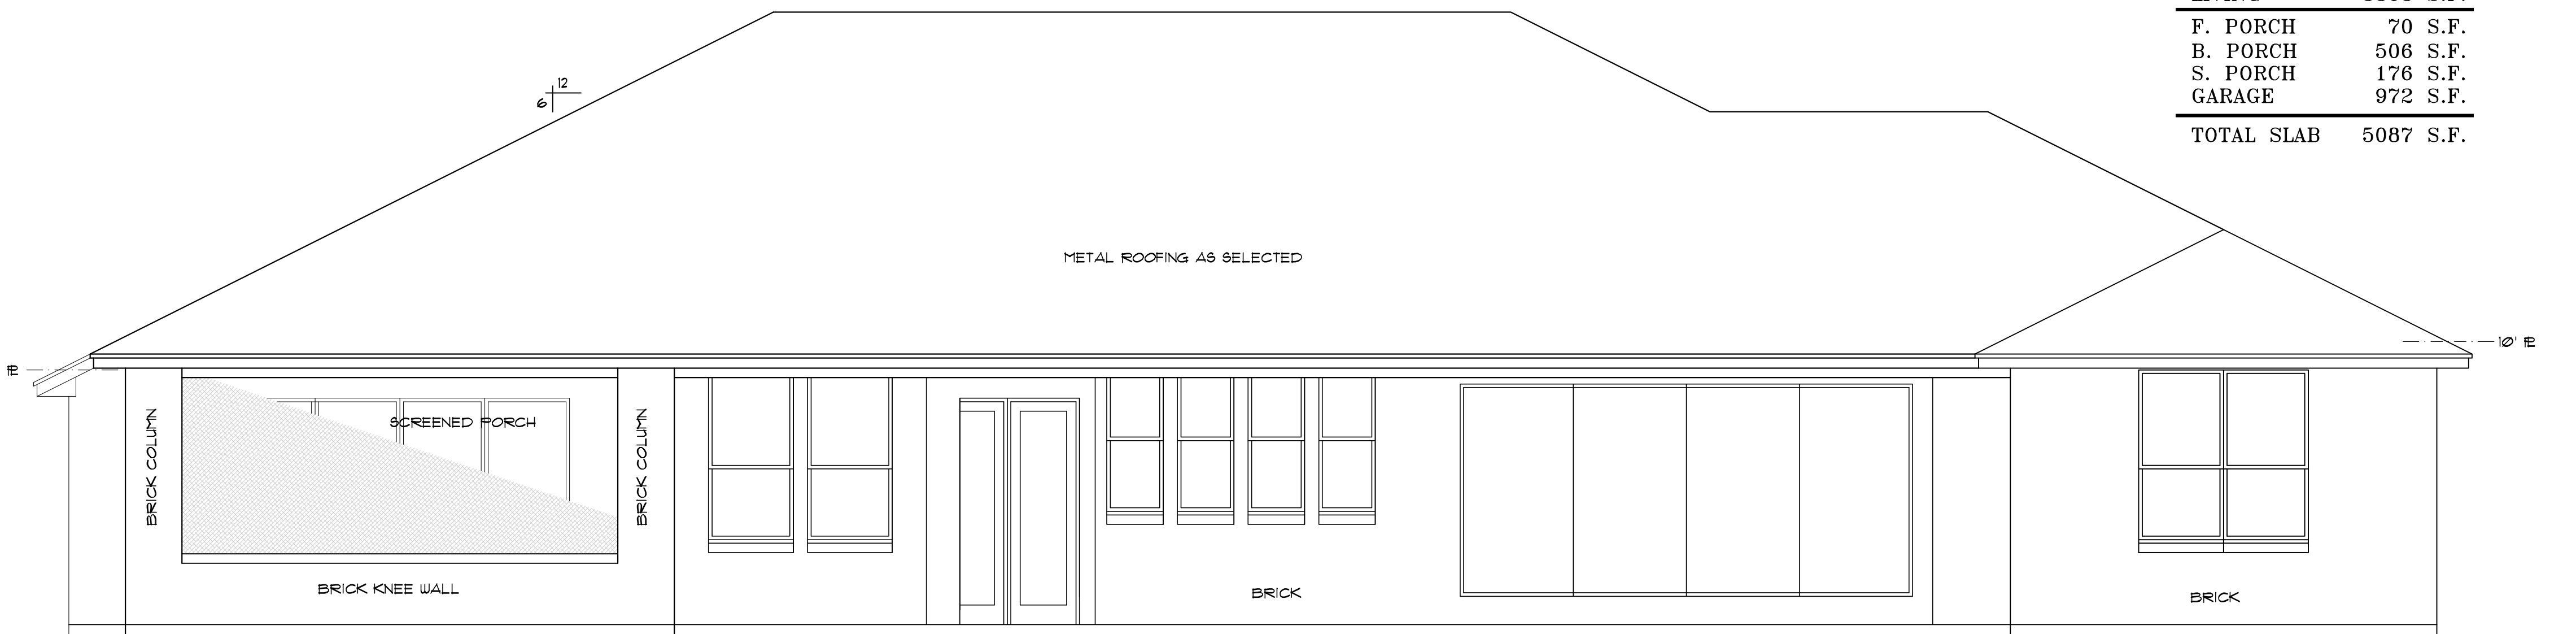 F. PORCH 70 S.F.
B. PORCH 506 S.F.
S. PORCH 176 S.F.
GARAGE 972 S.F.
TOTAL SLAB 5087 S.F.
12
6
METAL ROOFING AS SELECTED
10' PL
PL
SCREENED PORCH
BRICK COLUMN
BRICK COLUMN
BRICK KNEE WALL
BRICK
BRICK